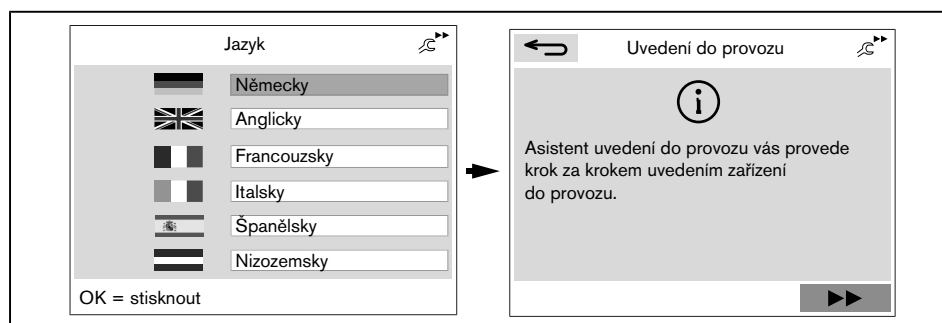 Jazyk
Německy
Anglicky
Francouzsky
Italsky
Španělsky
Nizozemsky
OK = stisknout
Uvedení do provozu
Asistent uvedení do provozu vás provede
krok za krokem uvedením zařízení
do provozu.